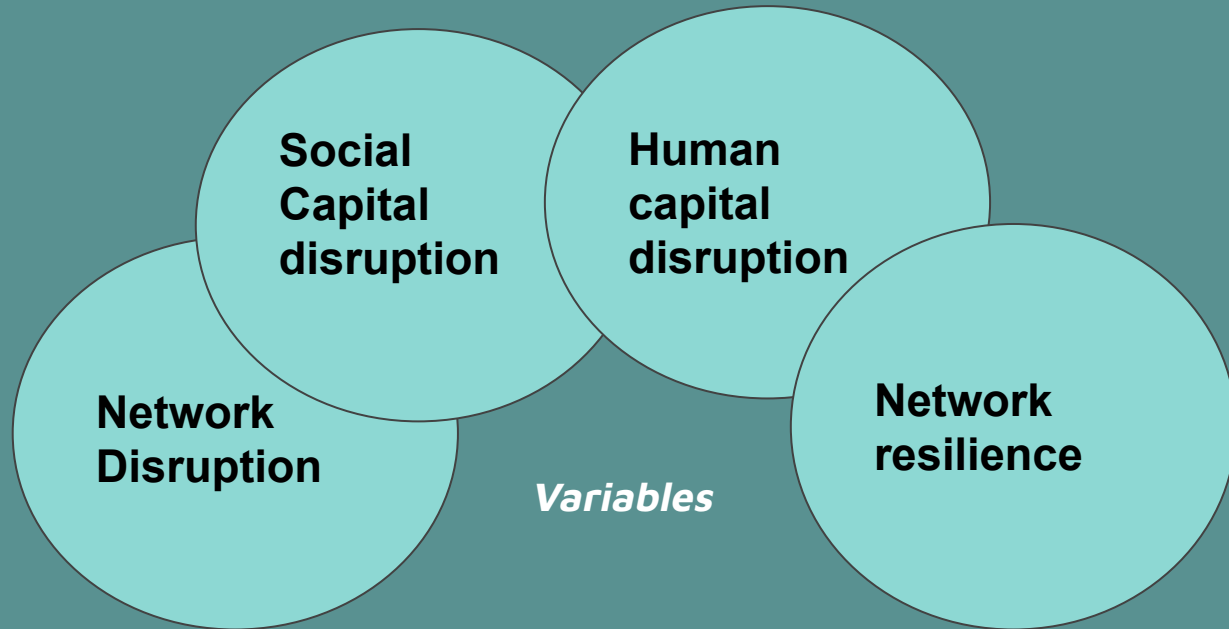 Social
Capital
disruption
Human
capital
disruption
Network
Disruption
Network
resilience
Variables